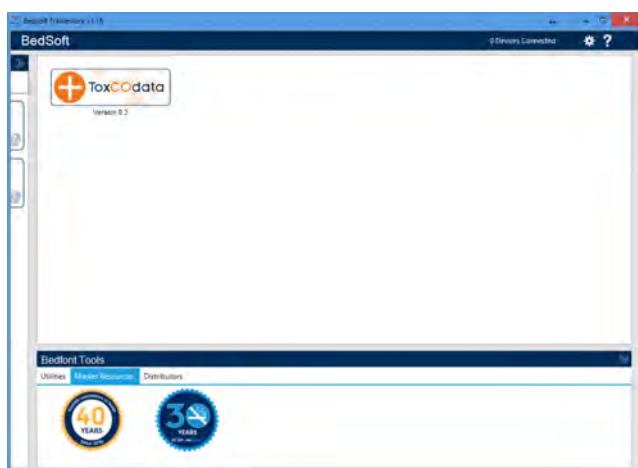 BedSoft
0 Devices Connected
?
ToxCOdata
Version 0.3
Bedfont Tools
Utilities
Master Resources
Distributors
40
YEARS
30
YEARS